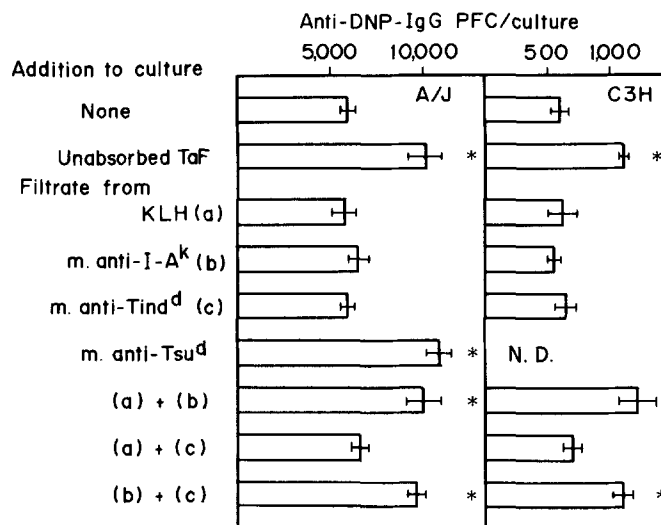 Anti-DNP-IgG PFC/culture
5,000 10,000 500 1,000
Addition to culture
A/J C3H
None
Unabsorbed TaF * *
Filtrate from
KLH (a)
m. anti-I-A^k (b)
m. anti-Tind^d (c)
m. anti-Tsu^d * N. D.
(a) + (b) *
(a) + (c)
(b) + (c) * *